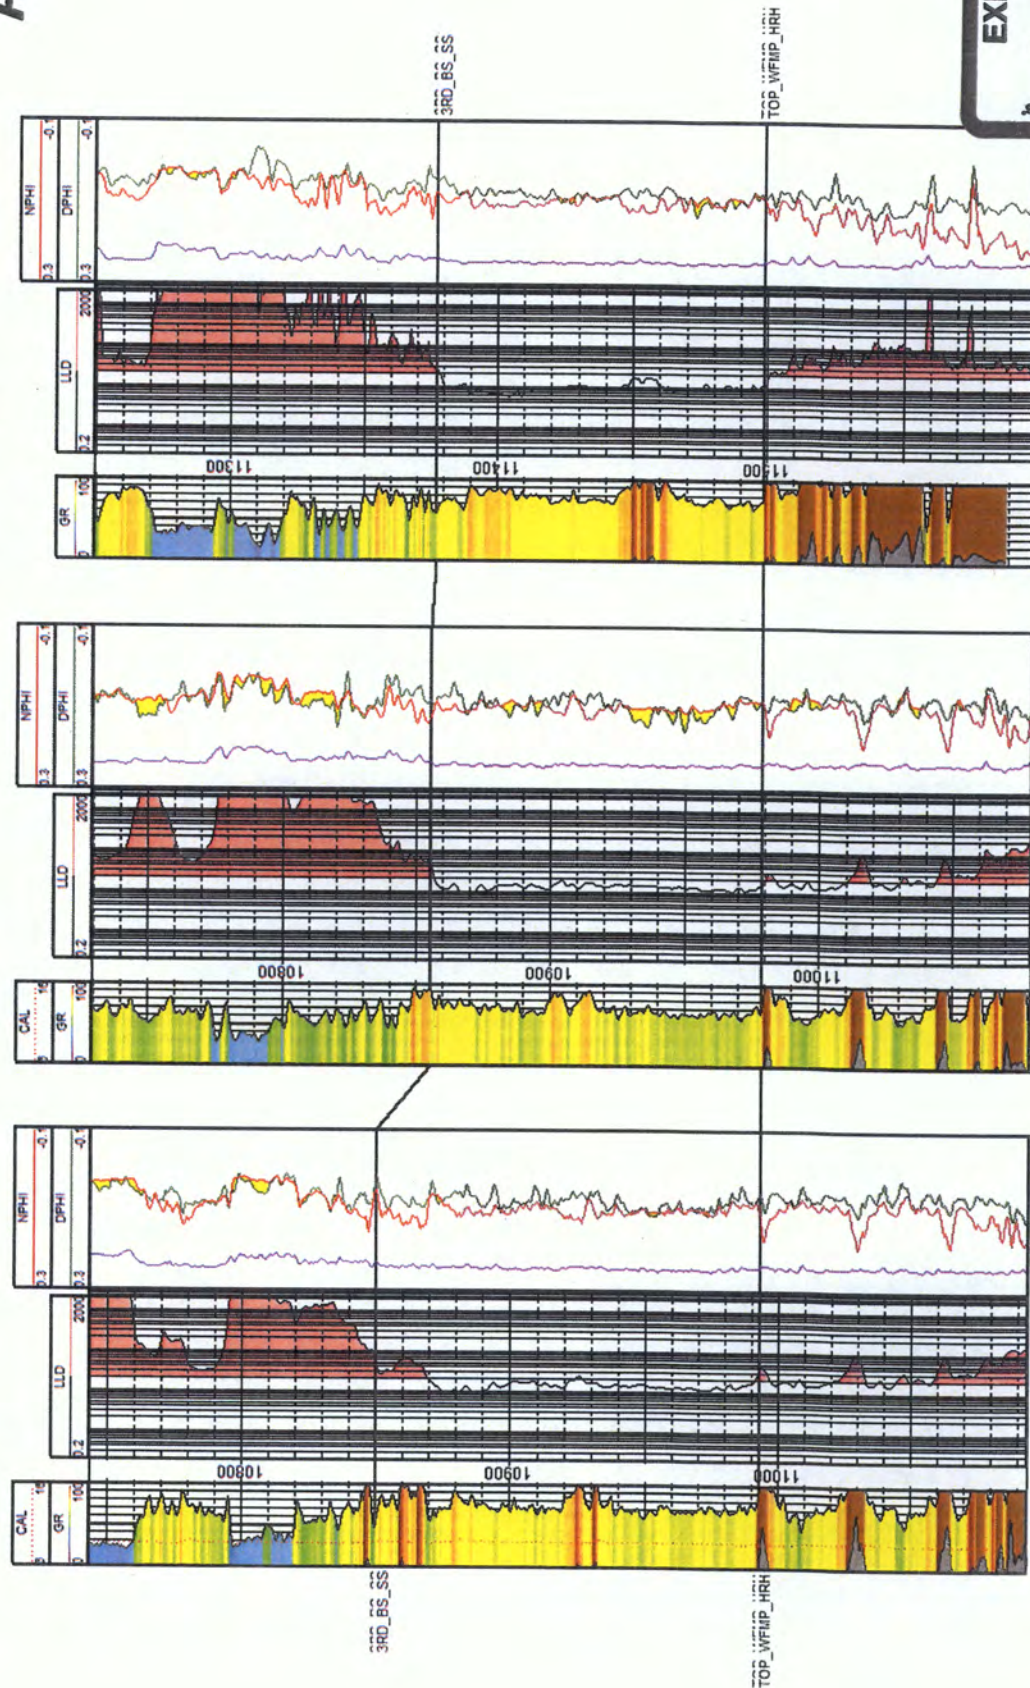 CAL
16
GR
0 100
LLD
0.2 2000
NPHI
0.3 -0.1
DPHI
0.3 -0.1
10800
10900
11000
3RD_BS_SS
TOP_WFMP_HRH
CAL
16
GR
0 100
LLD
0.2 2000
NPHI
0.3 -0.1
DPHI
0.3 -0.1
10800
10900
11000
GR
0 100
LLD
0.2 2000
NPHI
0.3 -0.1
DPHI
0.3 -0.1
11300
11400
11500
3RD_BS_SS
TOP_WFMP_HRH